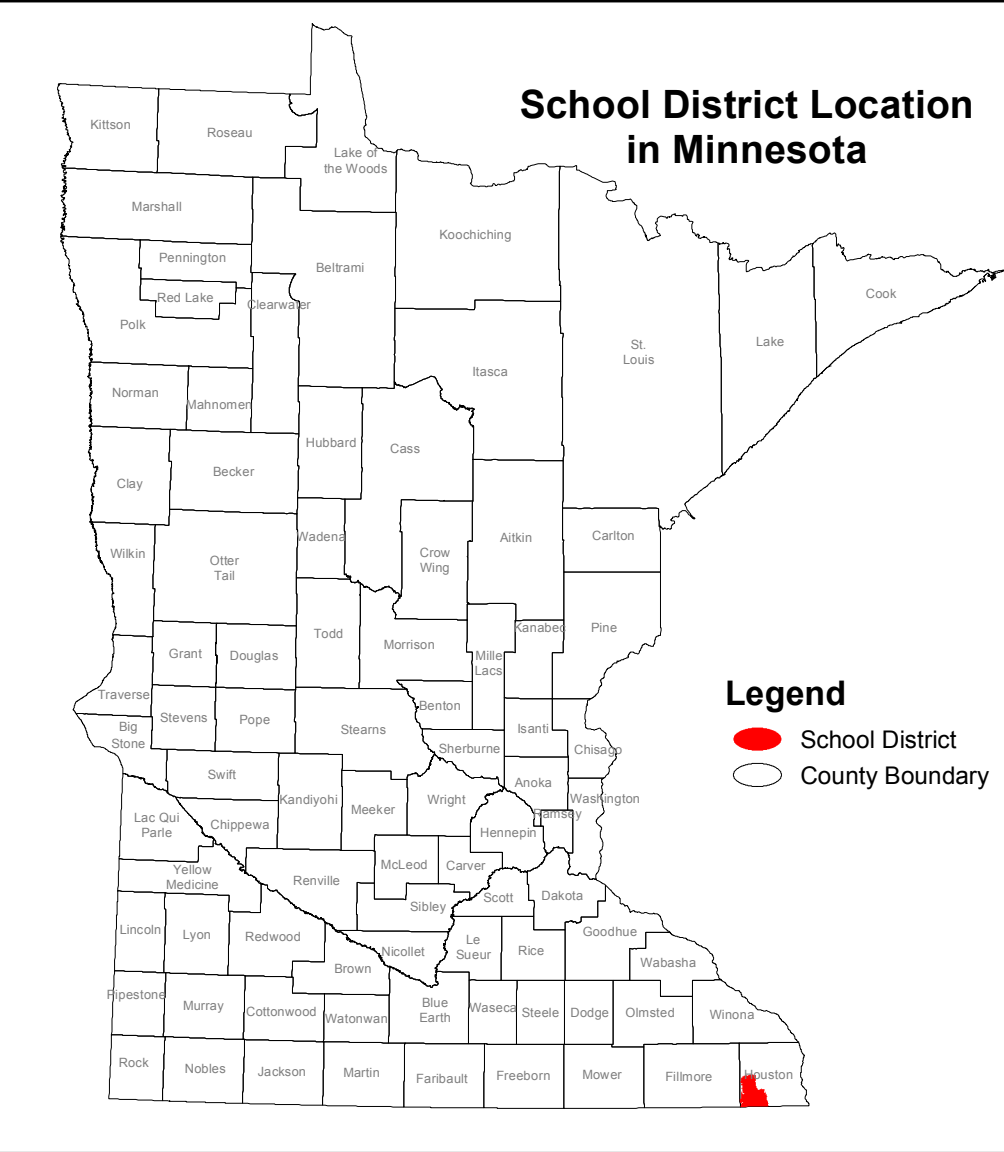 School District Location
in Minnesota
Kittson
Roseau
Lake of
the Woods
Marshall
Koochiching
Pennington
Beltrami
Red Lake
Clearwater
Cook
Polk
St.
Louis
Lake
Itasca
Norman
Mahnomen
Hubbard
Cass
Becker
Clay
Wadena
Aitkin
Carlton
Wilkin
Crow
Wing
Otter
Tail
Todd
Kanabec
Pine
Morrison
Grant
Douglas
Mille
Lacs
Traverse
Benton
Stevens
Pope
Stearns
Isanti
Big
Stone
Sherburne
Chisago
Swift
Anoka
Kandiyohi
Meeker
Wright
Washington
Ramsey
Lac Qui
Parle
Chippewa
Hennepin
Yellow
Medicine
Renville
McLeod
Carver
Sibley
Scott
Dakota
Lincoln
Lyon
Redwood
Nicollet
Le
Sueur
Rice
Goodhue
Brown
Wabasha
Pipestone
Murray
Cottonwood
Watonwan
Blue
Earth
Waseca
Steele
Dodge
Olmsted
Winona
Rock
Nobles
Jackson
Martin
Faribault
Freeborn
Mower
Fillmore
Houston
Legend
School District
County Boundary